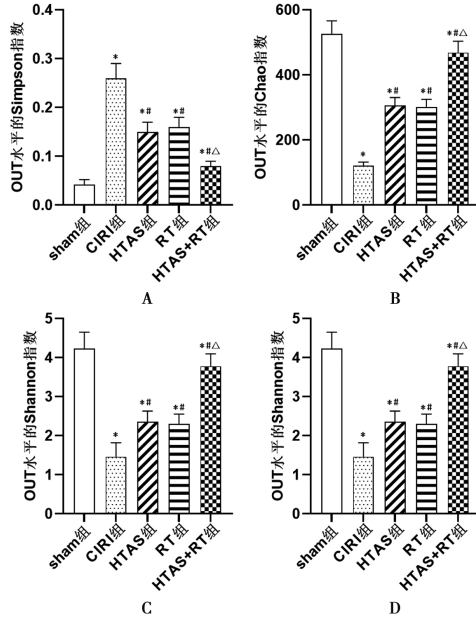 OUT水平的Simpson指数
0.4
0.3
0.2
0.1
0.0
*
*#
*#
*#△
sham组
CIRI组
HTAS组
RT组
HTAS+RT组
A
OUT水平的Chao指数
600
400
200
0
*
*#
*#
*#△
sham组
CIRI组
HTAS组
RT组
HTAS+RT组
B
OUT水平的Shannon指数
5
4
3
2
1
0
*
*#
*#
*#△
sham组
CIRI组
HTAS组
RT组
HTAS+RT组
C
OUT水平的Shannon指数
5
4
3
2
1
0
*
*#
*#
*#△
sham组
CIRI组
HTAS组
RT组
HTAS+RT组
D